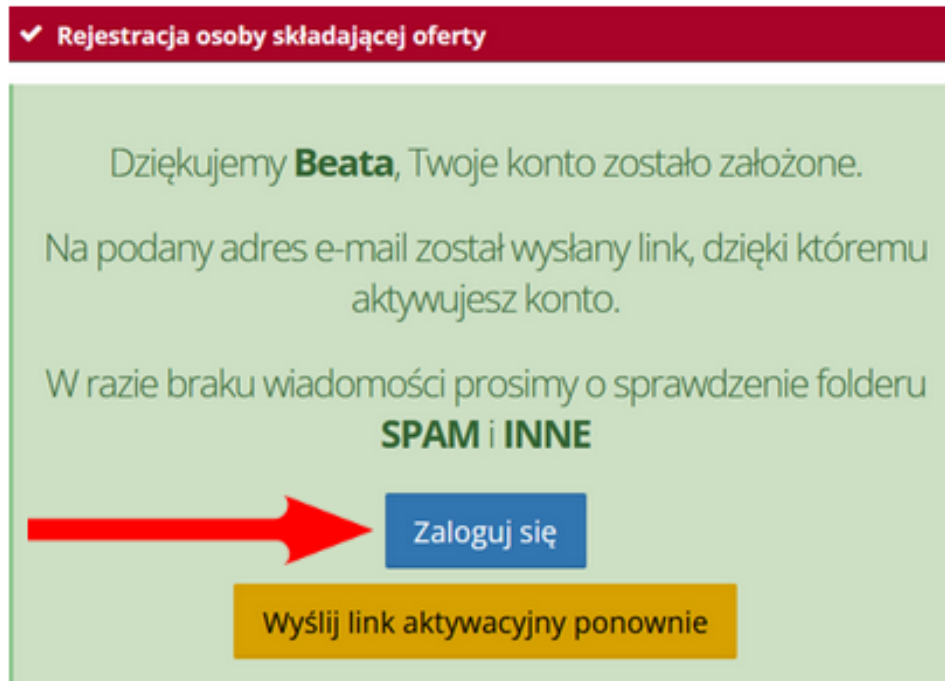 Rejestracja osoby składającej oferty
Dziękujemy Beata, Twoje konto zostało założone.
Na podany adres e-mail został wysłany link, dzięki któremu
aktywujesz konto.
W razie braku wiadomości prosimy o sprawdzenie folderu
SPAM i INNE
Zaloguj się
Wyślij link aktywacyjny ponownie